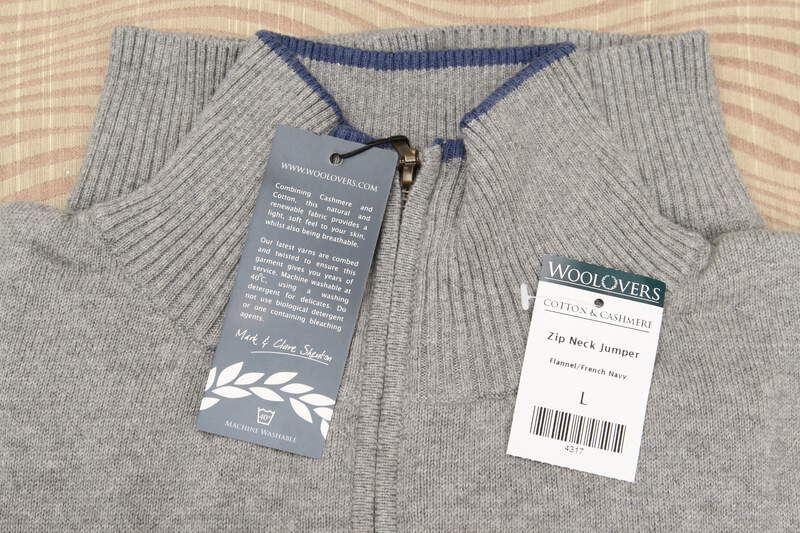 WWW.WOOLOVERS.COM
Combining Cashmere and
Cotton, this natural and
renewable fabric provides a
light, soft feel to your skin,
whilst also being breathable.
Our latest yarns are combed
and twisted to ensure this
garment gives you years of
service. Machine washable at
40°C using a washing
detergent for delicates. Do
not use biological detergent
or one containing bleaching
agents.
Mark & Clare Shenton
40°
MACHINE WASHABLE
WOOLOVERS
COTTON & CASHMERE
Zip Neck Jumper
Flannel/French Navy
L
4317